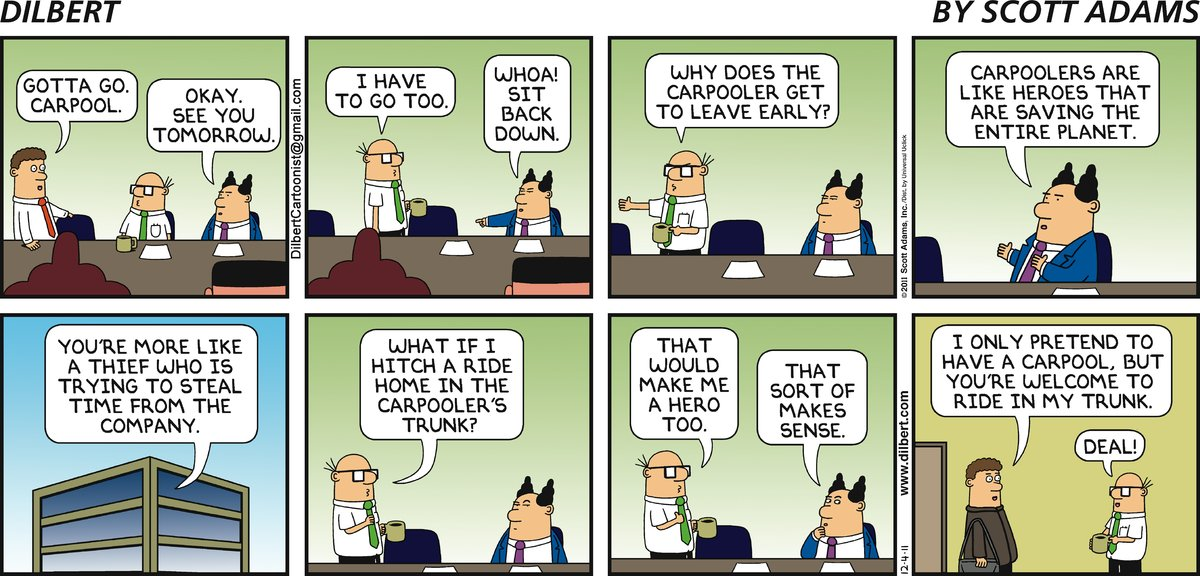 DILBERT
BY SCOTT ADAMS
GOTTA GO.
CARPOOL.
OKAY.
SEE YOU
TOMORROW.
DilbertCartoonist@gmail.com
I HAVE
TO GO TOO.
WHOA!
SIT
BACK
DOWN.
WHY DOES THE
CARPOOLER GET
TO LEAVE EARLY?
©2011 Scott Adams, Inc. /Dist. by Universal Uclick
CARPOOLERS ARE
LIKE HEROES THAT
ARE SAVING THE
ENTIRE PLANET.
YOU'RE MORE LIKE
A THIEF WHO IS
TRYING TO STEAL
TIME FROM THE
COMPANY.
WHAT IF I
HITCH A RIDE
HOME IN THE
CARPOOLER'S
TRUNK?
THAT
WOULD
MAKE ME
A HERO
TOO.
THAT
SORT OF
MAKES
SENSE.
12-4-11
www.dilbert.com
I ONLY PRETEND TO
HAVE A CARPOOL, BUT
YOU'RE WELCOME TO
RIDE IN MY TRUNK.
DEAL!